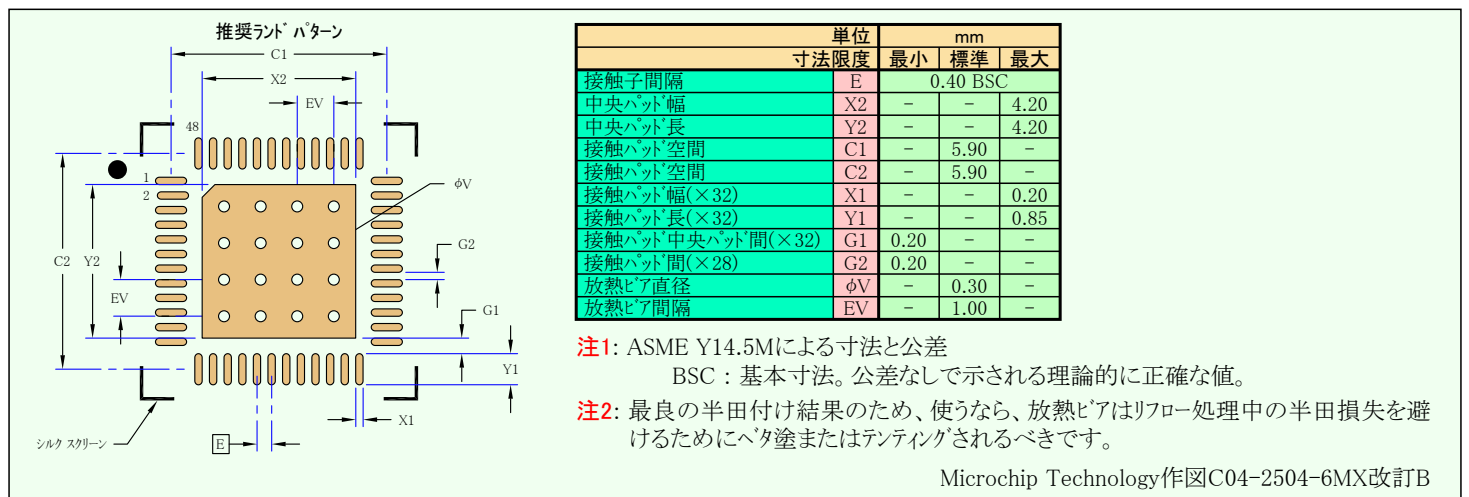 推奨ランド パターン
C1
X2
EV
48
1
2
φV
C2
Y2
EV
G2
G1
Y1
X1
E
シルク スクリーン
単位 mm
寸法限度 最小 標準 最大
接触子間隔 E 0.40 BSC
中央パッド幅 X2 − − 4.20
中央パッド長 Y2 − − 4.20
接触パッド空間 C1 − 5.90 −
接触パッド空間 C2 − 5.90 −
接触パッド幅(×32) X1 − − 0.20
接触パッド長(×32) Y1 − − 0.85
接触パッド中央パッド間(×32) G1 0.20 − −
接触パッド間(×28) G2 0.20 − −
放熱ビア直径 φV − 0.30 −
放熱ビア間隔 EV − 1.00 −
注1: ASME Y14.5Mによる寸法と公差
BSC : 基本寸法。公差なしで示される理論的に正確な値。
注2: 最良の半田付け結果のため、使うなら、放熱ビアはリフロー処理中の半田損失を避
けるためにベタ塗またはテンティングされるべきです。
Microchip Technology作図C04-2504-6MX改訂B